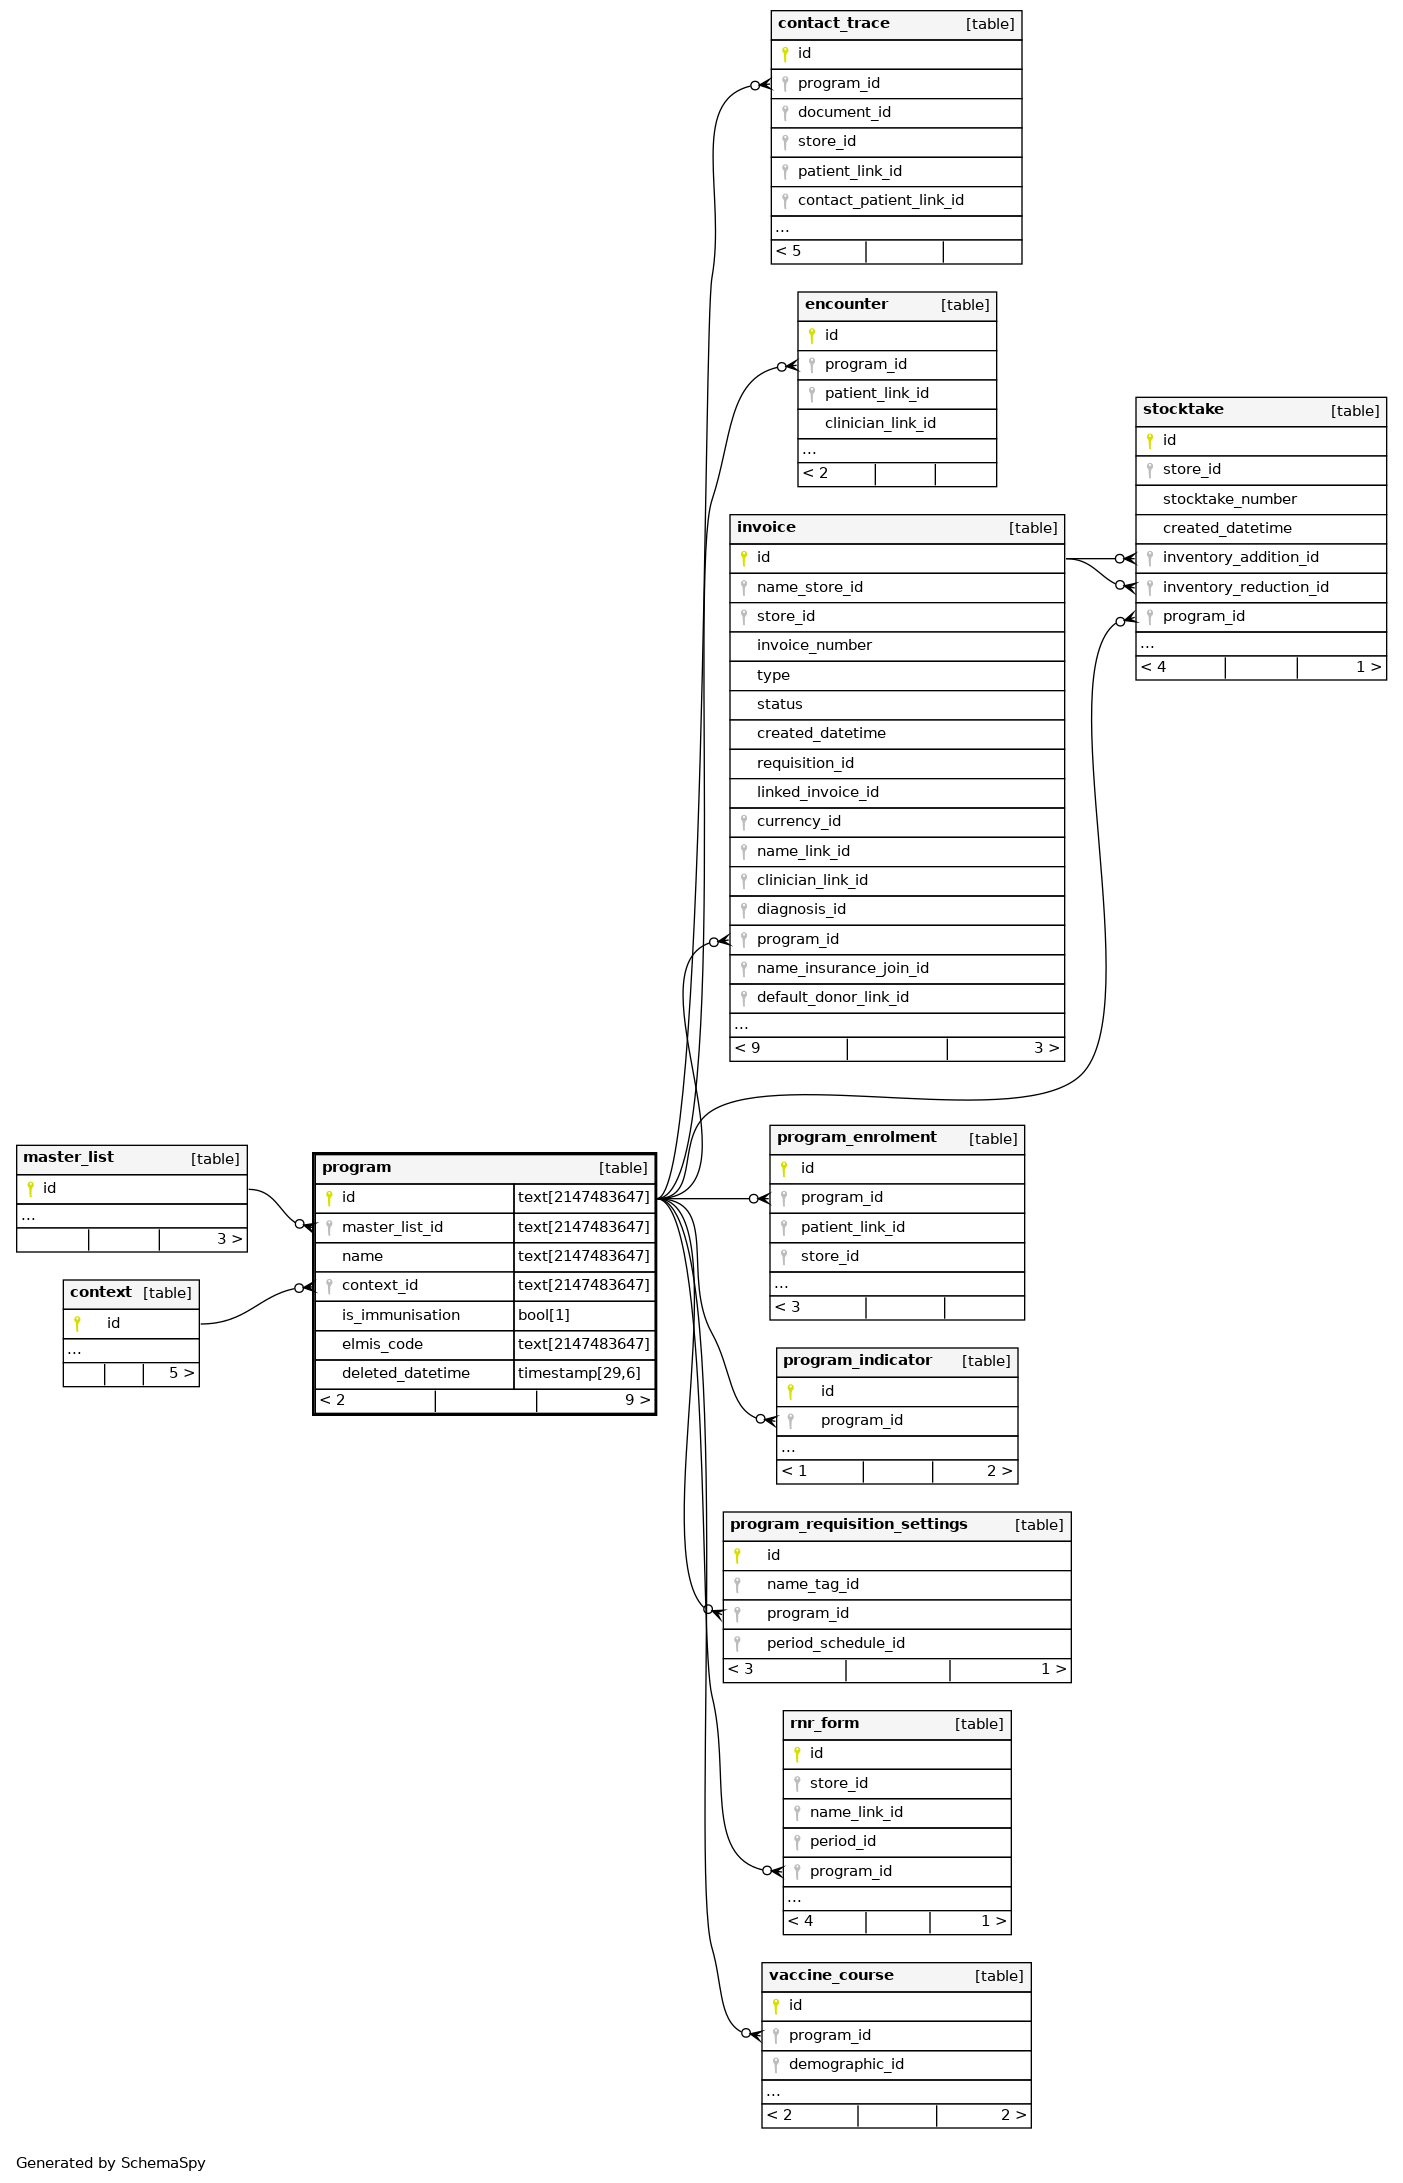 contact_trace [table]
id
program_id
document_id
store_id
patient_link_id
contact_patient_link_id
...
< 5
encounter [table]
id
program_id
patient_link_id
clinician_link_id
...
< 2
stocktake [table]
id
store_id
stocktake_number
created_datetime
inventory_addition_id
inventory_reduction_id
program_id
...
< 4 1 >
invoice [table]
id
name_store_id
store_id
invoice_number
type
status
created_datetime
requisition_id
linked_invoice_id
currency_id
name_link_id
clinician_link_id
diagnosis_id
program_id
name_insurance_join_id
default_donor_link_id
...
< 9 3 >
master_list [table]
id
...
3 >
context [table]
id
...
5 >
program [table]
id text[2147483647]
master_list_id text[2147483647]
name text[2147483647]
context_id text[2147483647]
is_immunisation bool[1]
elmis_code text[2147483647]
deleted_datetime timestamp[29,6]
< 2 9 >
program_enrolment [table]
id
program_id
patient_link_id
store_id
...
< 3
program_indicator [table]
id
program_id
...
< 1 2 >
program_requisition_settings [table]
id
name_tag_id
program_id
period_schedule_id
< 3 1 >
rnr_form [table]
id
store_id
name_link_id
period_id
program_id
...
< 4 1 >
vaccine_course [table]
id
program_id
demographic_id
...
< 2 2 >
Generated by SchemaSpy